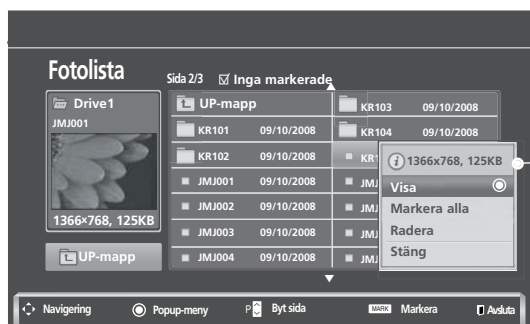 Fotolista
Sida 2/3 Inga markerade
Drive1
JMJ001
1366x768, 125KB
UP-mapp
UP-mapp
KR101 09/10/2008
KR102 09/10/2008
JMJ001 09/10/2008
JMJ002 09/10/2008
JMJ003 09/10/2008
JMJ004 09/10/2008
KR103 09/10/2008
KR104 09/10/2008
1366x768, 125KB
Visa
Markera alla
Radera
Stäng
Navigering Popup-meny P Byt sida MARK Markera Avsluta